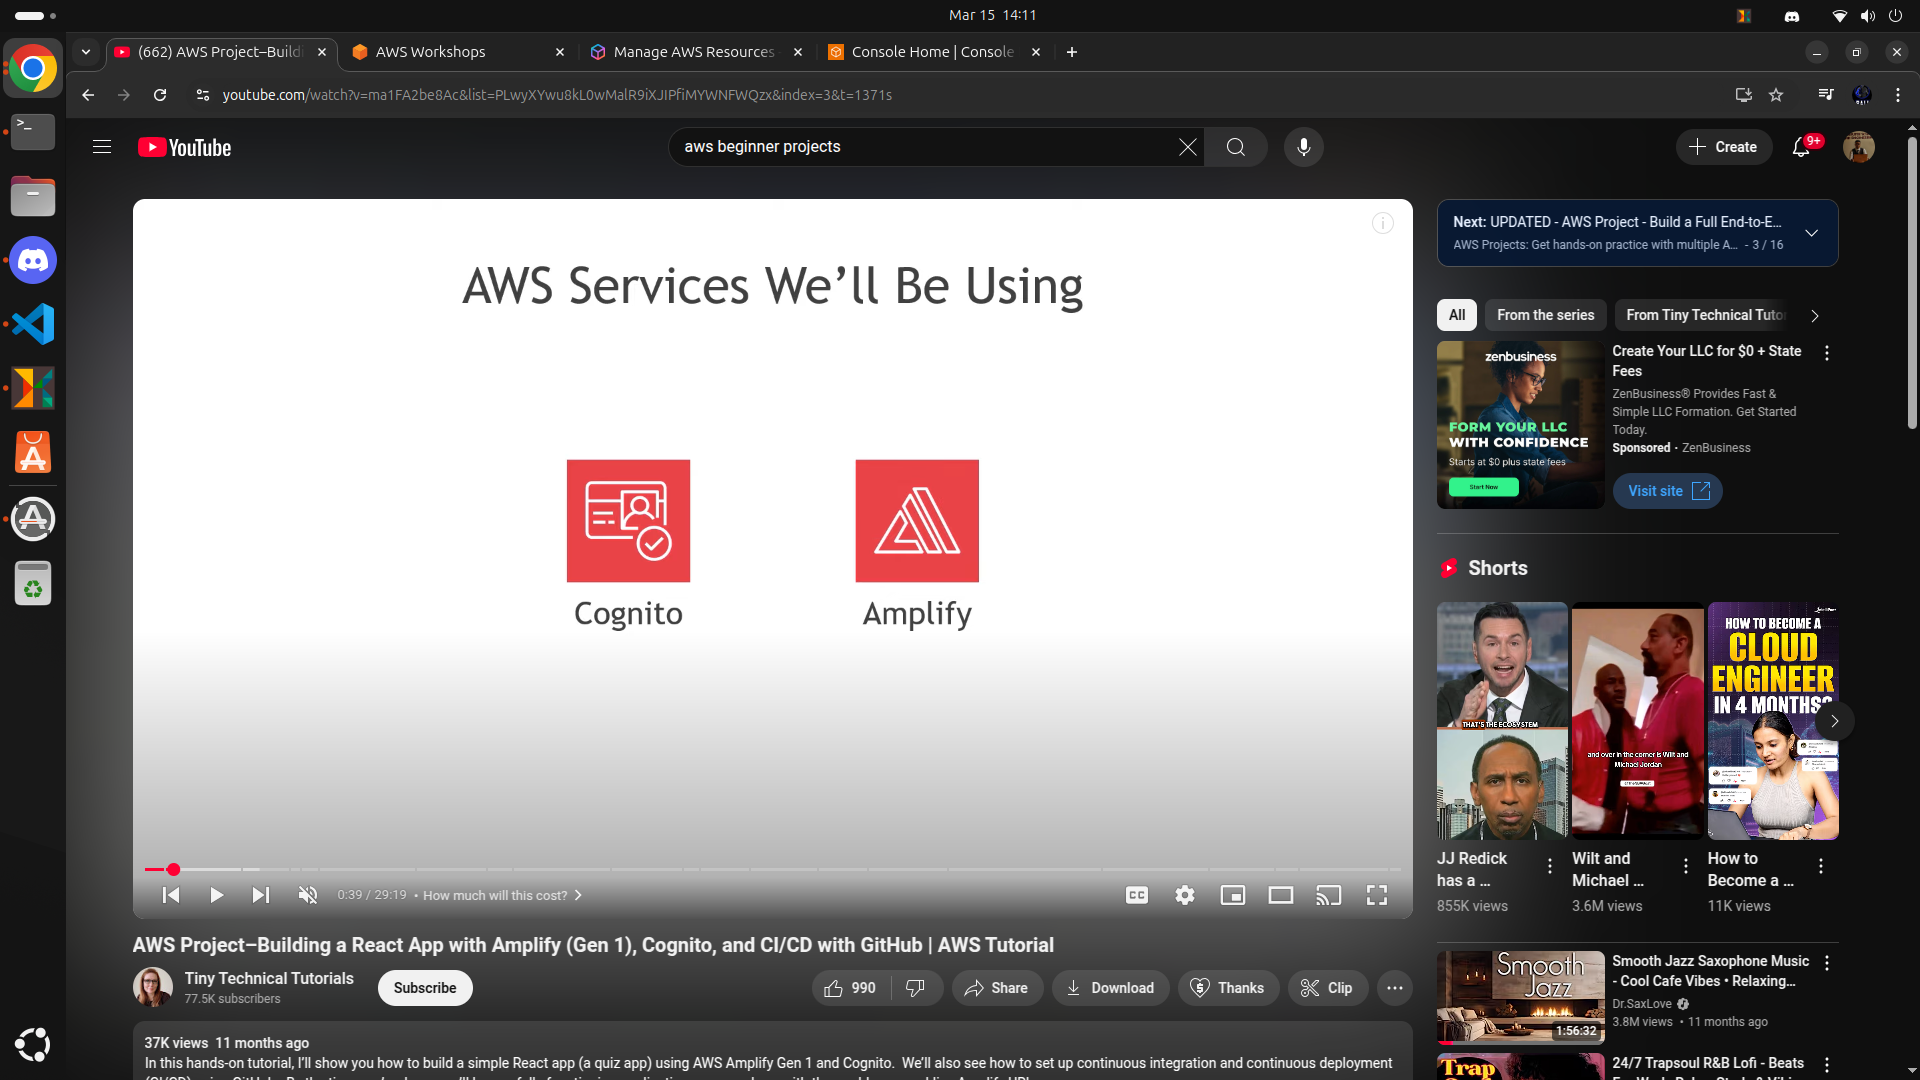 Mar 15 14:11
(662) AWS Project–Buildi
AWS Workshops
Manage AWS Resources
Console Home | Console
youtube.com/watch?v=ma1FA2be8Ac&list=PLwyXYwu8kL0wMalR9iXJIPfiMYWNFWQzx&index=3&t=1371s
YouTube
aws beginner projects
Create
9+
AWS Services We’ll Be Using
Cognito
Amplify
0:39 / 29:19 • How much will this cost?
CC
AWS Project–Building a React App with Amplify (Gen 1), Cognito, and CI/CD with GitHub | AWS Tutorial
Tiny Technical Tutorials
77.5K subscribers
Subscribe
990
Share
Download
Thanks
Clip
37K views 11 months ago
In this hands-on tutorial, I’ll show you how to build a simple React app (a quiz app) using AWS Amplify Gen 1 and Cognito. We’ll also see how to set up continuous integration and continuous deployment
Next: UPDATED - AWS Project - Build a Full End-to-E...
AWS Projects: Get hands-on practice with multiple A... - 3 / 16
All
From the series
From Tiny Technical Tutor
zenbusiness
FORM YOUR LLC
WITH CONFIDENCE
Starts at $0 plus state fees
Start Now
Create Your LLC for $0 + State
Fees
ZenBusiness® Provides Fast &
Simple LLC Formation. Get Started
Today.
Sponsored · ZenBusiness
Visit site
Shorts
THAT'S THE ECOSYSTEM
and over in the corner is Wilt and
Michael Jordan
HOW TO BECOME A
CLOUD
ENGINEER
IN 4 MONTHS?
JJ Redick
has a ...
855K views
Wilt and
Michael ...
3.6M views
How to
Become a ...
11K views
Smooth
Jazz
1:56:32
Smooth Jazz Saxophone Music
- Cool Cafe Vibes • Relaxing...
Dr.SaxLove
3.8M views • 11 months ago
Trap
24/7 Trapsoul R&B Lofi - Beats